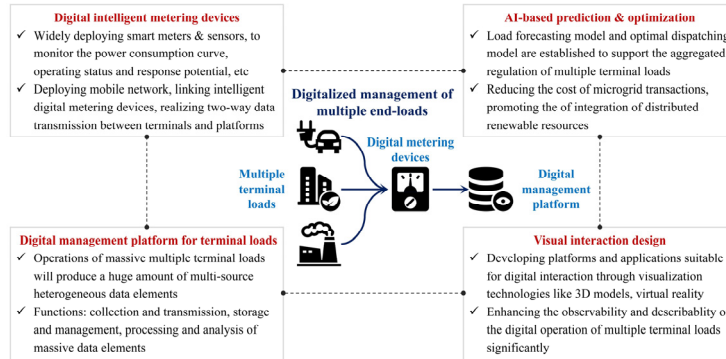 Digital intelligent metering devices
✓ Widely deploying smart meters & sensors, to
monitor the power consumption curve,
operating status and response potential, etc
✓ Deploying mobile network, linking intelligent
digital metering devices, realizing two-way data
transmission between terminals and platforms
AI-based prediction & optimization
✓ Load forecasting model and optimal dispatching
model are established to support the aggregated
regulation of multiple terminal loads
✓ Reducing the cost of microgrid transactions,
promoting the of integration of distributed
renewable resources
Digitalized management of
multiple end-loads
Multiple
terminal
loads
Digital metering
devices
Digital
management
platform
Digital management platform for terminal loads
✓ Operations of massive multiple terminal loads
will produce a huge amount of multi-source
heterogeneous data elements
✓ Functions: collection and transmission, storage
and management, processing and analysis of
massive data elements
Visual interaction design
✓ Developing platforms and applications suitable
for digital interaction through visualization
technologies like 3D models, virtual reality
✓ Enhancing the observability and describablity of
the digital operation of multiple terminal loads
significantly